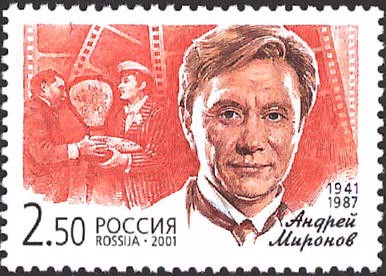 1941
1987
Андрей
Миронов
2.50 РОССИЯ
ROSSIJA · 2001